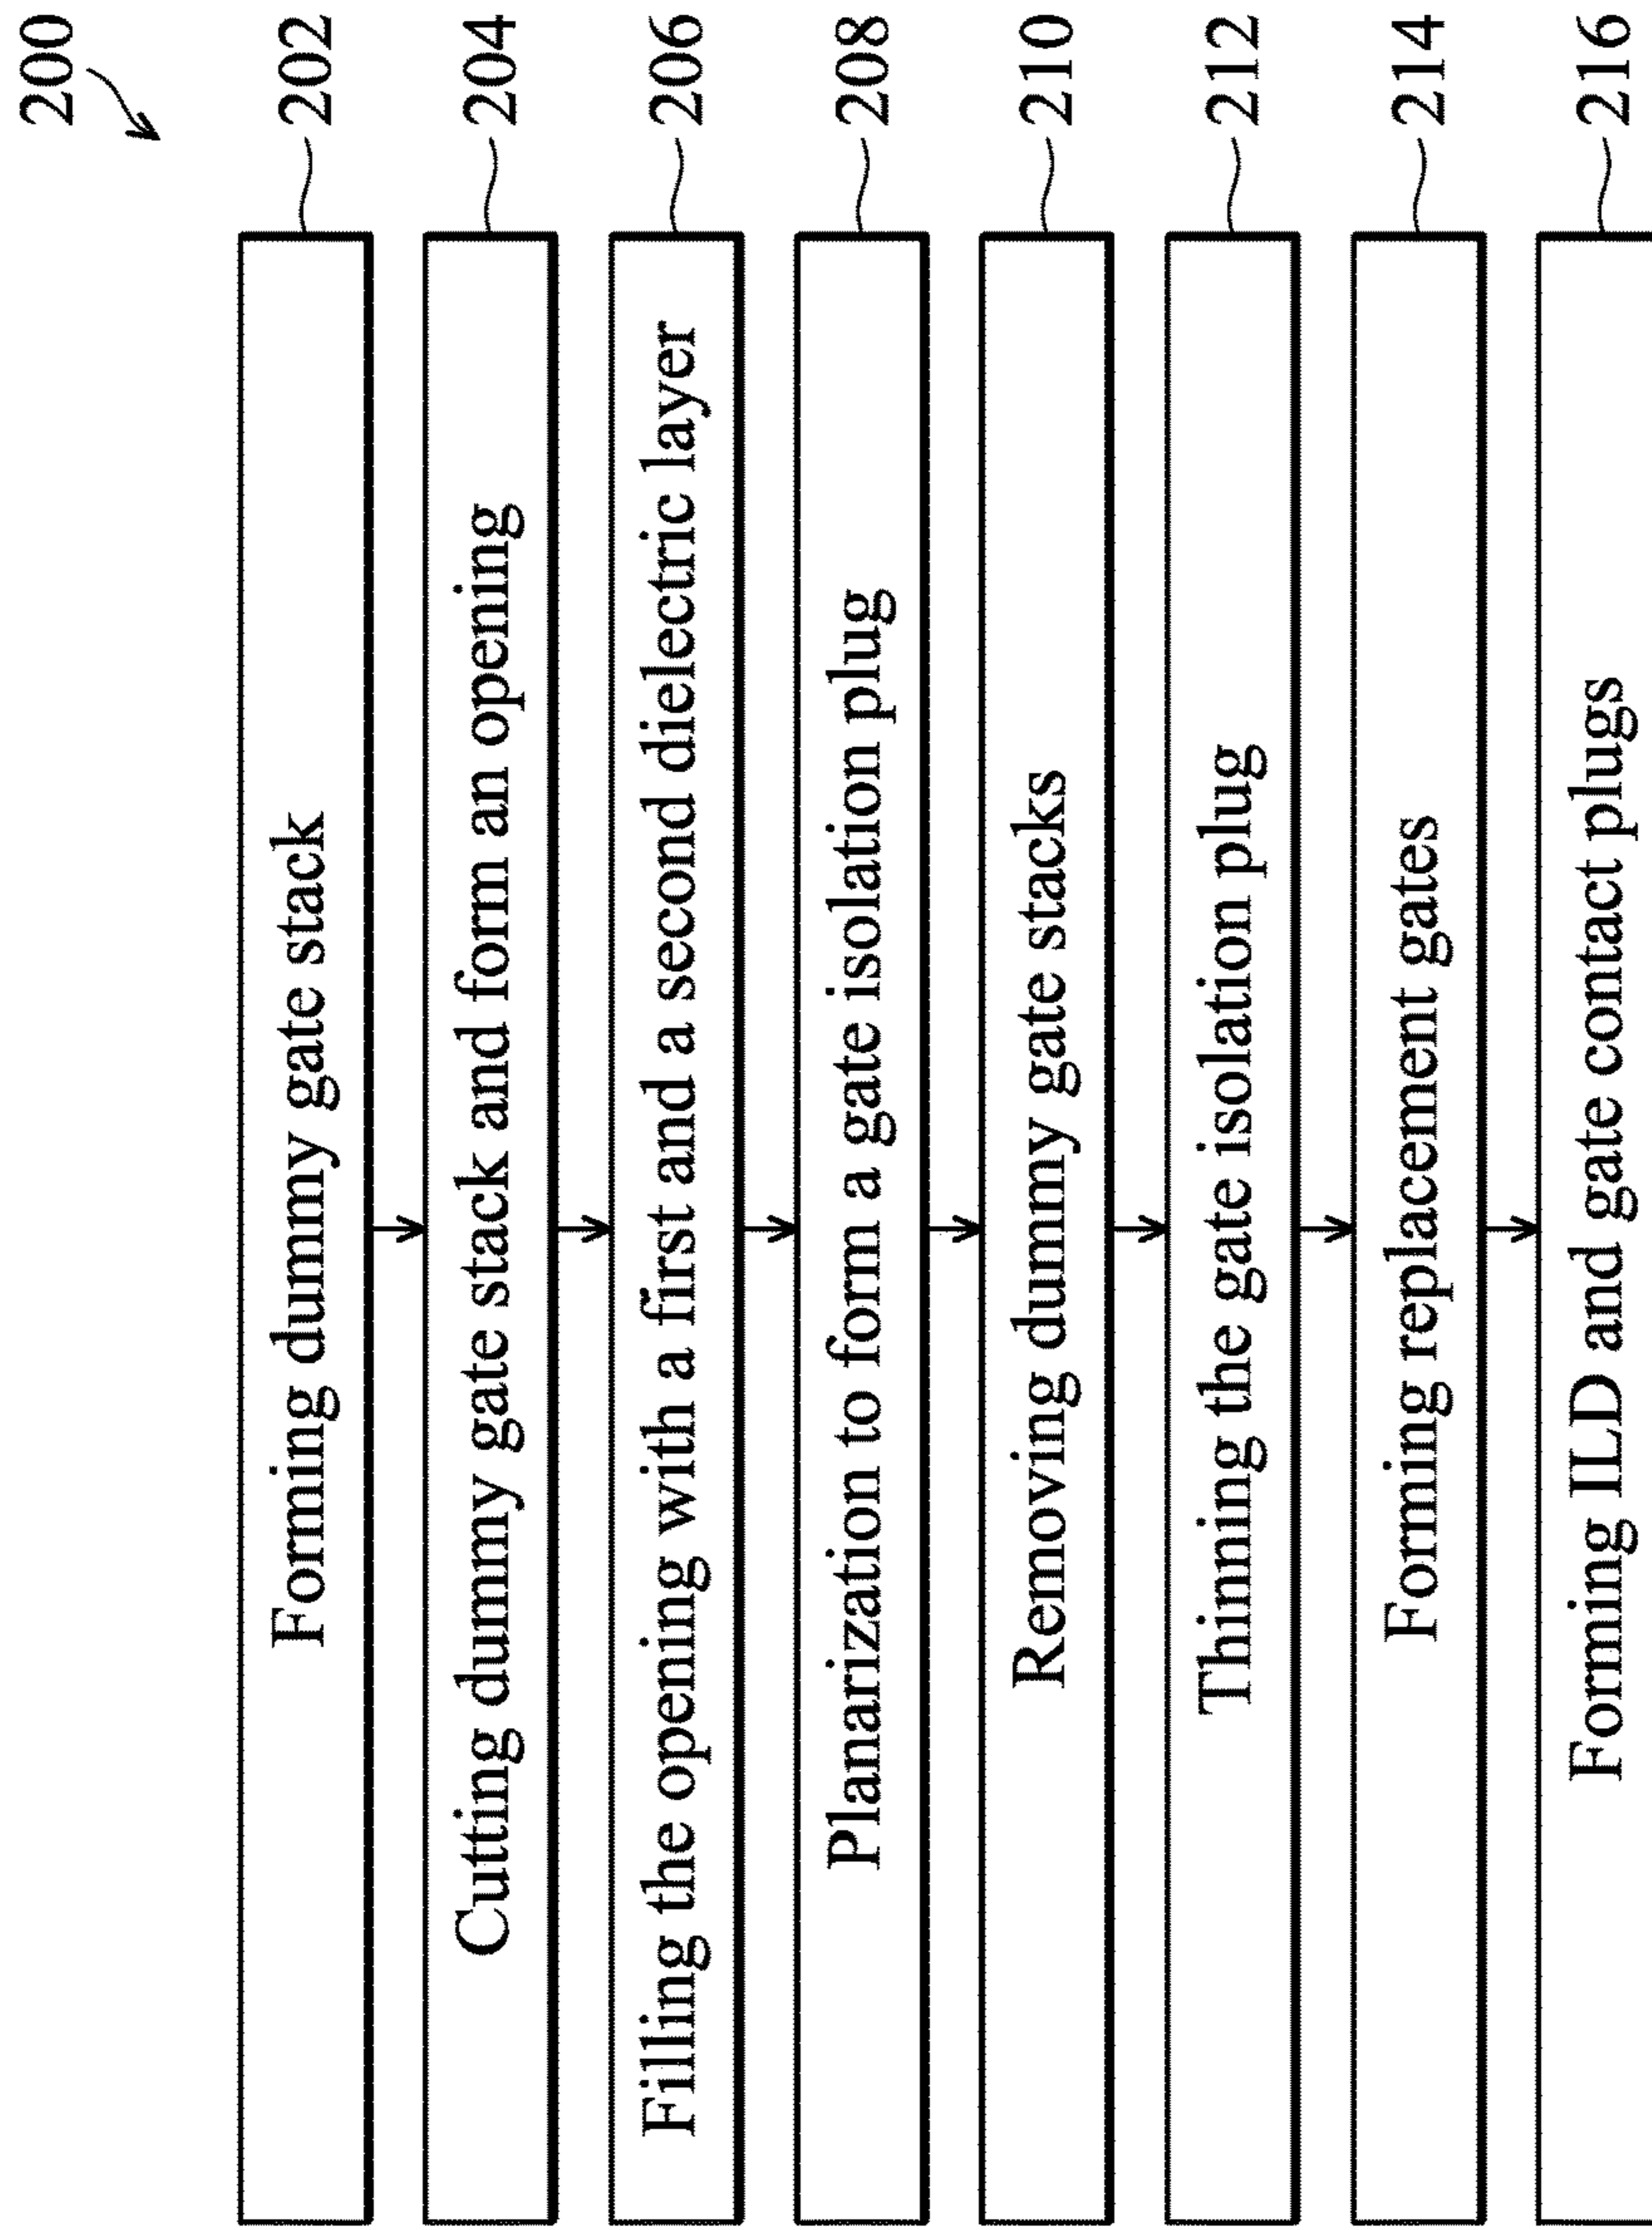 200
Forming dummy gate stack 202
Cutting dummy gate stack and form an opening 204
Filling the opening with a first and a second dielectric layer 206
Planarization to form a gate isolation plug 208
Removing dummy gate stacks 210
Thinning the gate isolation plug 212
Forming replacement gates 214
Forming ILD and gate contact plugs 216